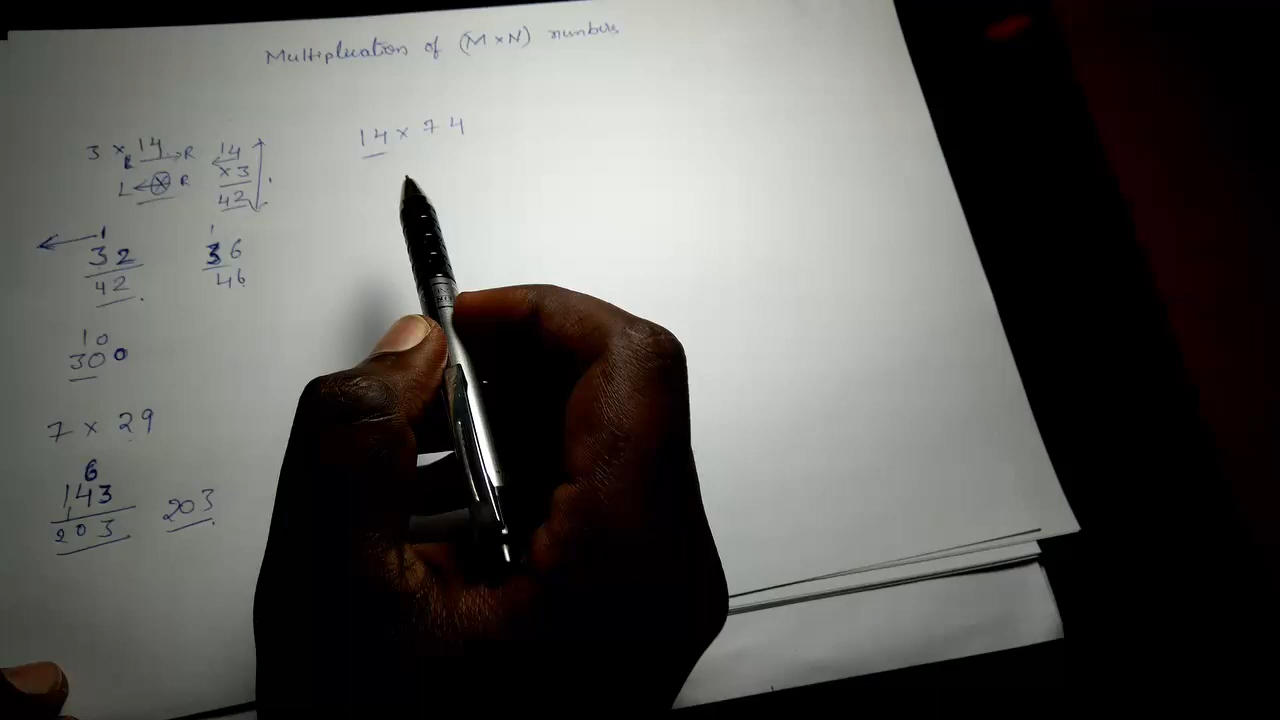 Multiplication of (M×N) numbers
3 × 14
L → R
L ← ⊗ R
14
×3
42
1
32
42
1
36
46
10
300
7 × 29
6
143
1
203
203
14 × 74